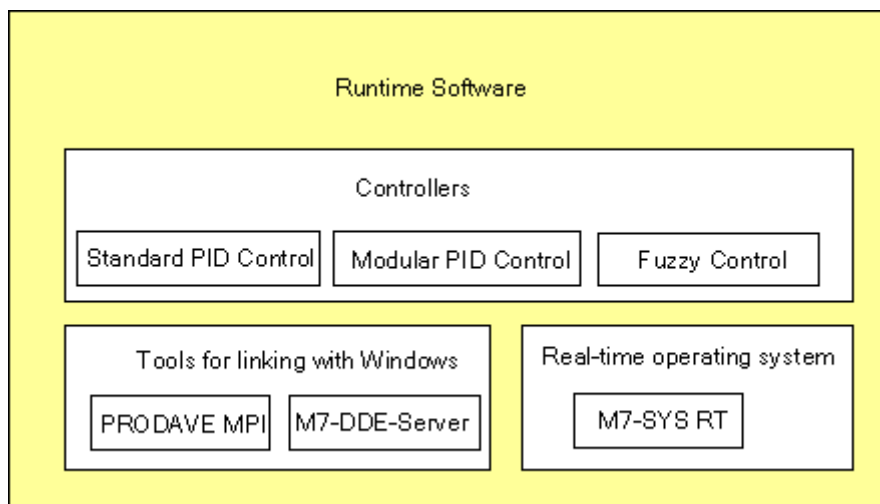 Runtime Software
Controllers
Standard PID Control
Modular PID Control
Fuzzy Control
Tools for linking with Windows
PRODAVE MPI
M7-DDE-Server
Real-time operating system
M7-SYS RT